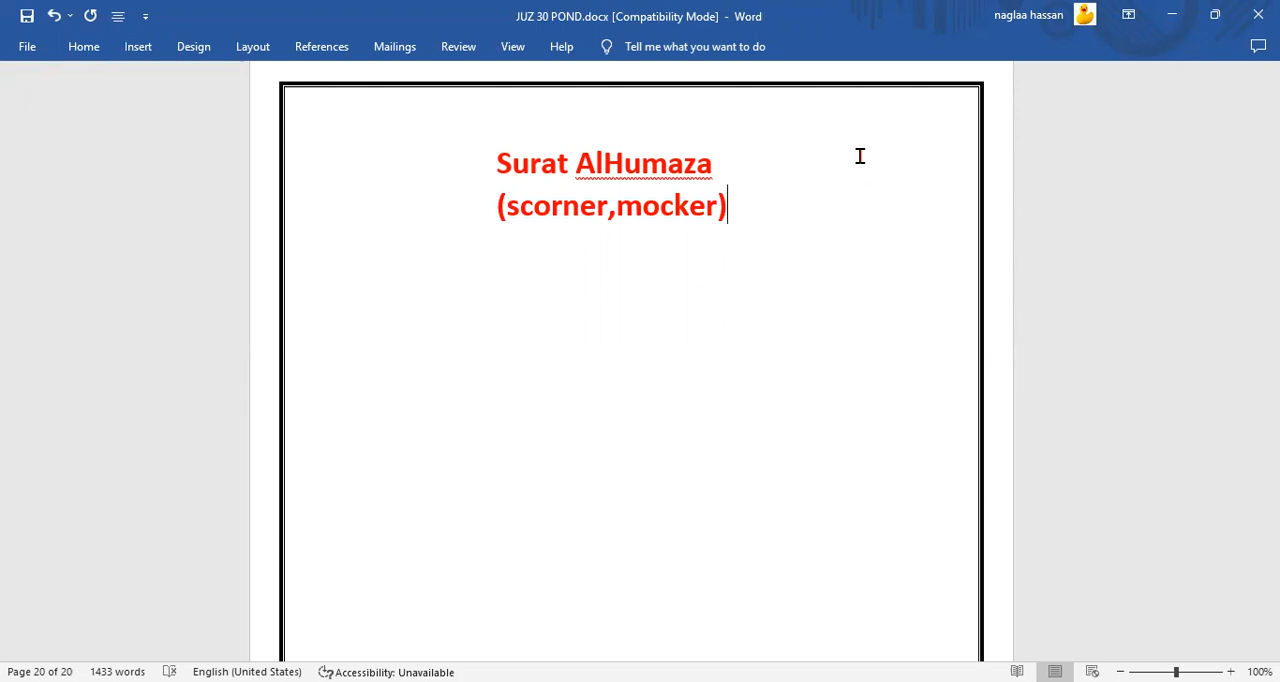 JUZ 30 POND.docx [Compatibility Mode] - Word
naglaa hassan
File Home Insert Design Layout References Mailings Review View Help Tell me what you want to do
Surat AlHumaza
(scorner,mocker)
Page 20 of 20 1433 words English (United States) Accessibility: Unavailable 100%